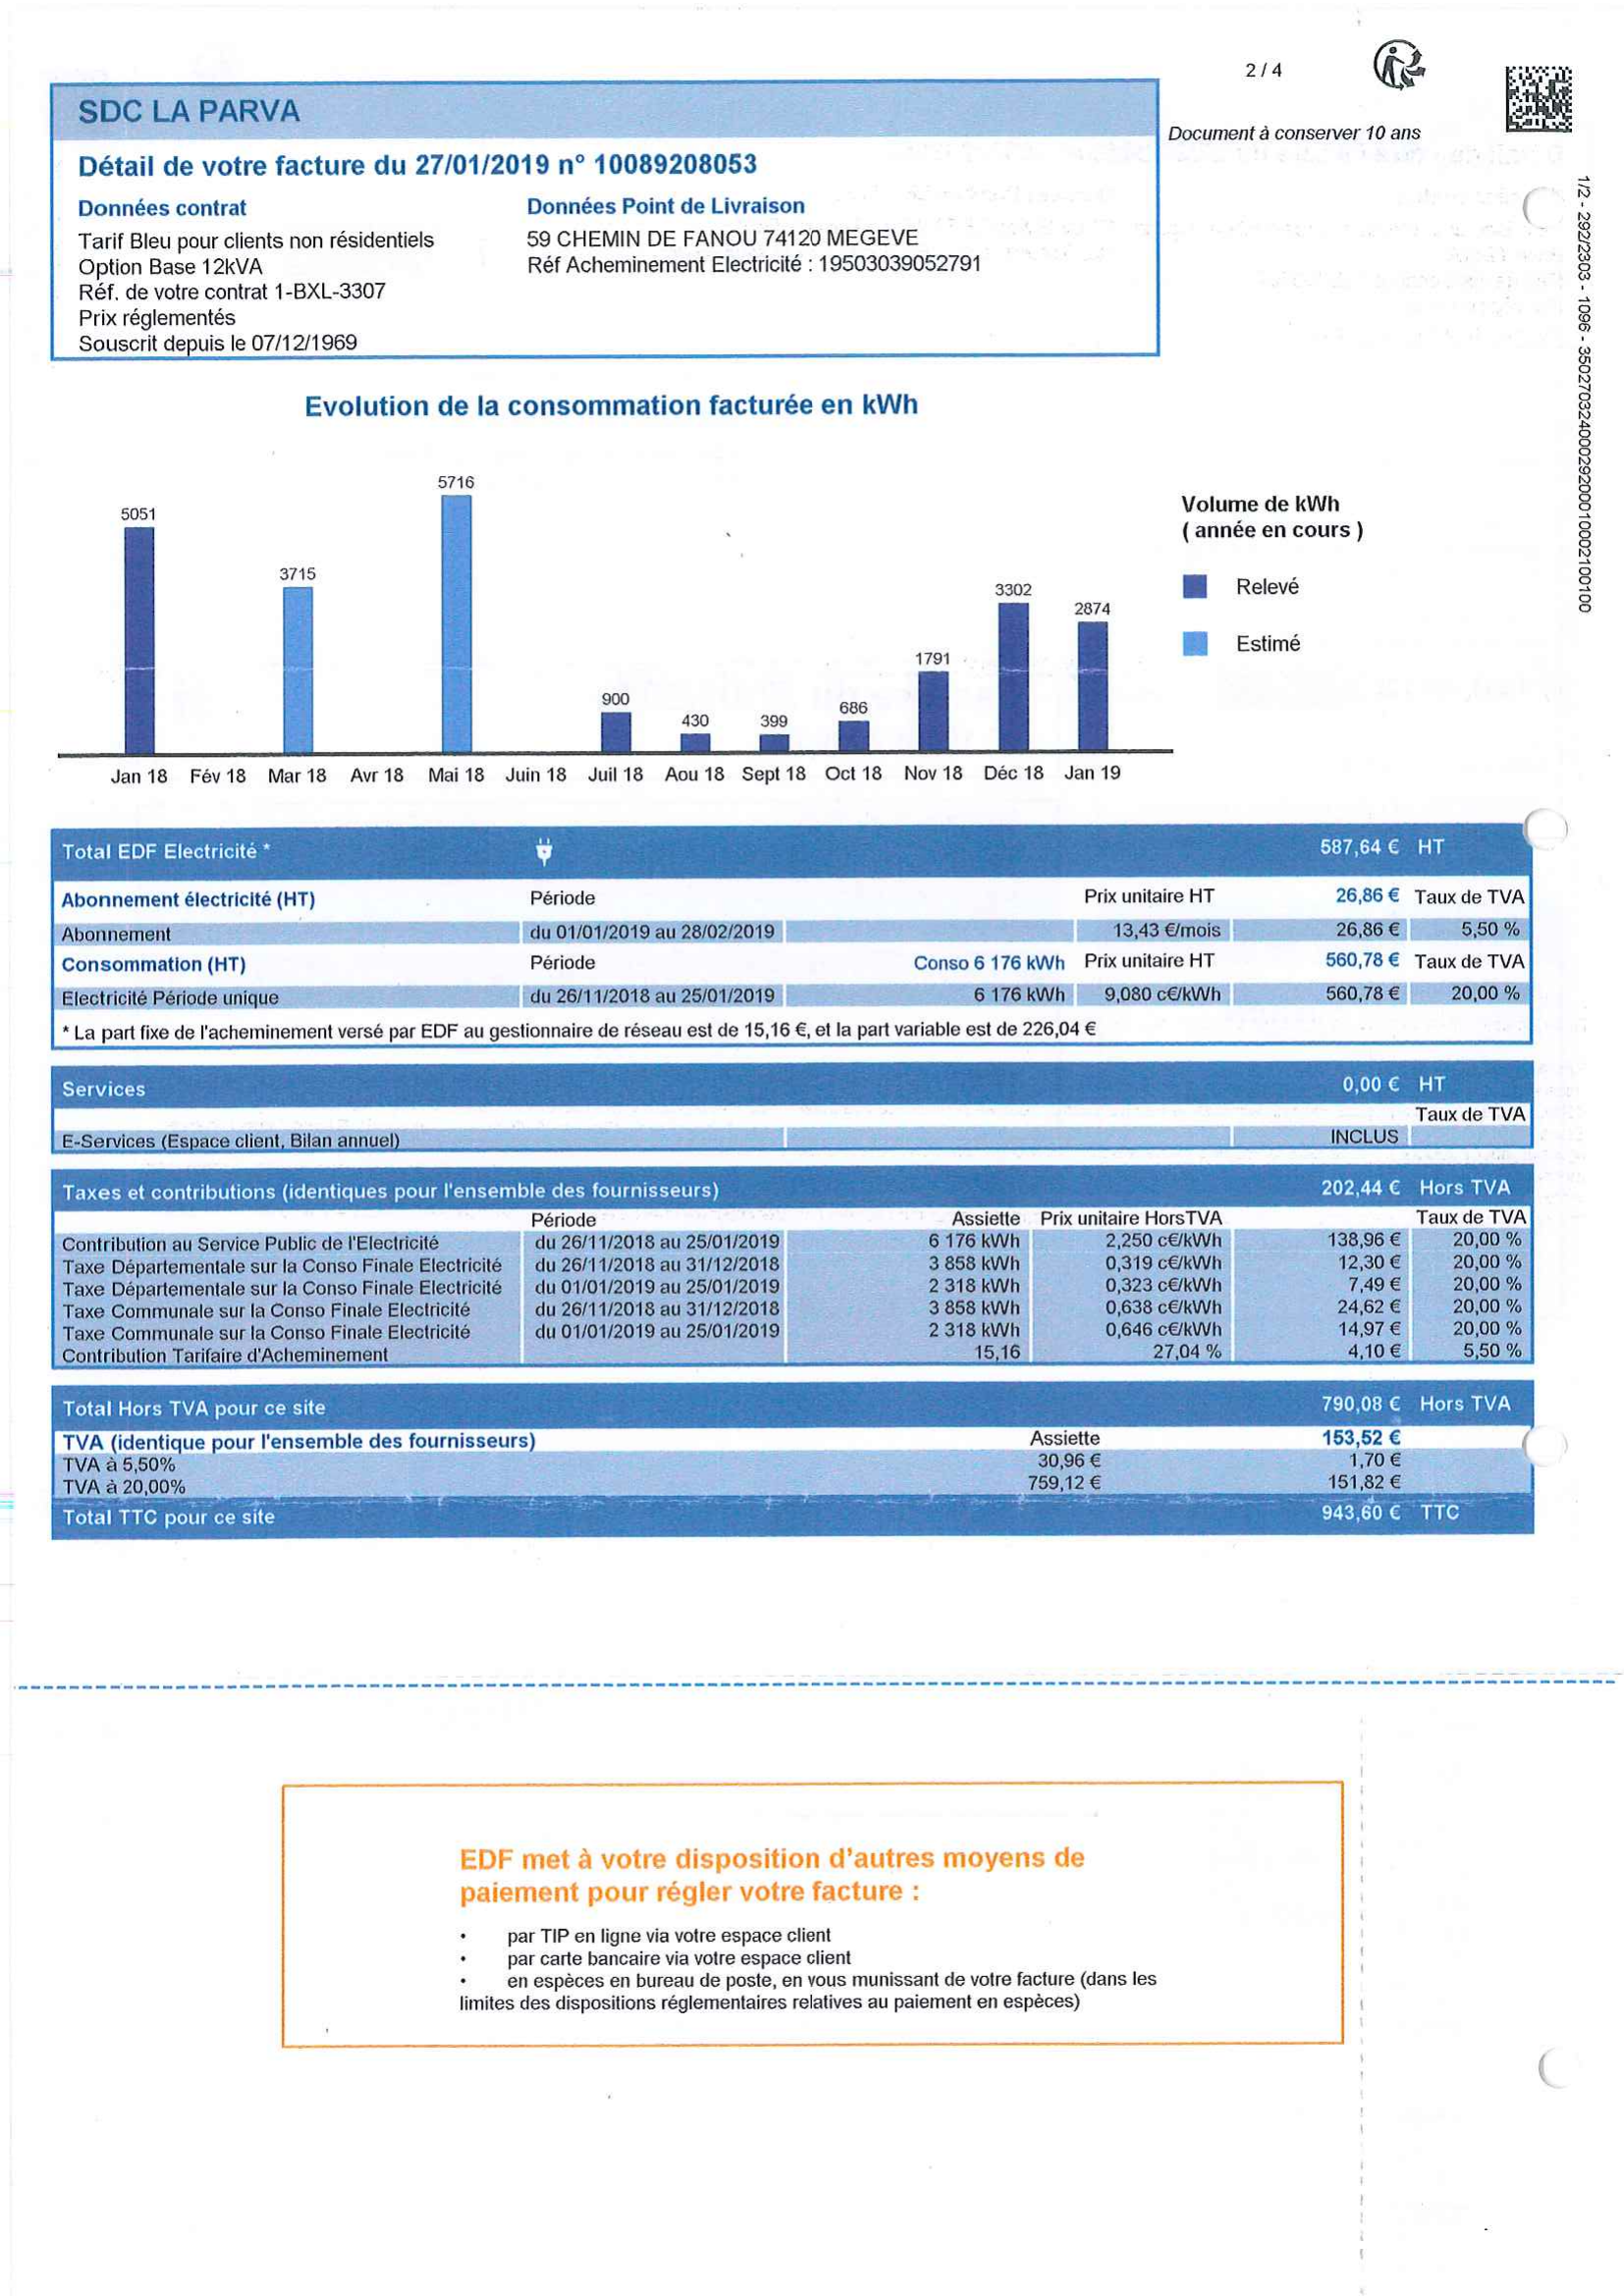 2 / 4
SDC LA PARVA
Document à conserver 10 ans
Détail de votre facture du 27/01/2019 n° 10089208053
Données contrat
Tarif Bleu pour clients non résidentiels
Option Base 12kVA
Réf. de votre contrat 1-BXL-3307
Prix réglementés
Souscrit depuis le 07/12/1969
Données Point de Livraison
59 CHEMIN DE FANOU 74120 MEGEVE
Réf Acheminement Electricité : 19503039052791
1/2 - 292/2303 - 1096 - 35027032400029200010002100100
Evolution de la consommation facturée en kWh
5051
3715
5716
900
430
399
686
1791
3302
2874
Jan 18 Fév 18 Mar 18 Avr 18 Mai 18 Juin 18 Juil 18 Aou 18 Sept 18 Oct 18 Nov 18 Déc 18 Jan 19
Volume de kWh
( année en cours )
Relevé
Estimé
Total EDF Electricité * 587,64 € HT
Abonnement électricité (HT) Période Prix unitaire HT 26,86 € Taux de TVA
Abonnement du 01/01/2019 au 28/02/2019 13,43 €/mois 26,86 € 5,50 %
Consommation (HT) Période Conso 6 176 kWh Prix unitaire HT 560,78 € Taux de TVA
Electricité Période unique du 26/11/2018 au 25/01/2019 6 176 kWh 9,080 c€/kWh 560,78 € 20,00 %
* La part fixe de l'acheminement versé par EDF au gestionnaire de réseau est de 15,16 €, et la part variable est de 226,04 €
Services 0,00 € HT
Taux de TVA
E-Services (Espace client, Bilan annuel) INCLUS
Taxes et contributions (identiques pour l'ensemble des fournisseurs) 202,44 € Hors TVA
Période Assiette Prix unitaire HorsTVA Taux de TVA
Contribution au Service Public de l'Electricité du 26/11/2018 au 25/01/2019 6 176 kWh 2,250 c€/kWh 138,96 € 20,00 %
Taxe Départementale sur la Conso Finale Electricité du 26/11/2018 au 31/12/2018 3 858 kWh 0,319 c€/kWh 12,30 € 20,00 %
Taxe Départementale sur la Conso Finale Electricité du 01/01/2019 au 25/01/2019 2 318 kWh 0,323 c€/kWh 7,49 € 20,00 %
Taxe Communale sur la Conso Finale Electricité du 26/11/2018 au 31/12/2018 3 858 kWh 0,638 c€/kWh 24,62 € 20,00 %
Taxe Communale sur la Conso Finale Electricité du 01/01/2019 au 25/01/2019 2 318 kWh 0,646 c€/kWh 14,97 € 20,00 %
Contribution Tarifaire d'Acheminement 15,16 27,04 % 4,10 € 5,50 %
Total Hors TVA pour ce site 790,08 € Hors TVA
TVA (identique pour l'ensemble des fournisseurs) Assiette 153,52 €
TVA à 5,50% 30,96 € 1,70 €
TVA à 20,00% 759,12 € 151,82 €
Total TTC pour ce site 943,60 € TTC
EDF met à votre disposition d'autres moyens de
paiement pour régler votre facture :
• par TIP en ligne via votre espace client
• par carte bancaire via votre espace client
• en espèces en bureau de poste, en vous munissant de votre facture (dans les
limites des dispositions réglementaires relatives au paiement en espèces)